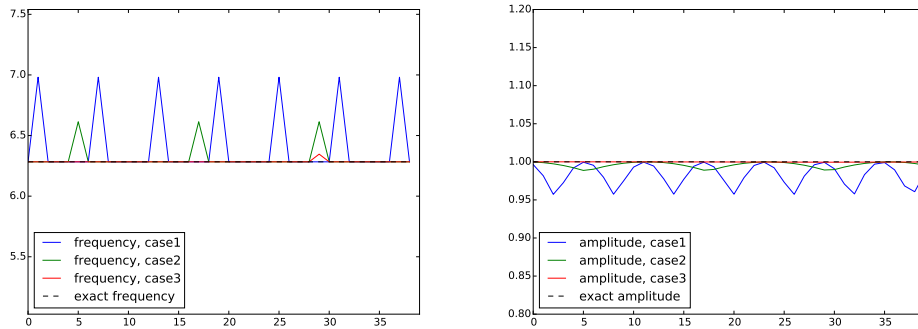 7.5
7.0
6.5
6.0
5.5
frequency, case1
frequency, case2
frequency, case3
exact frequency
0 5 10 15 20 25 30 35
1.20
1.15
1.10
1.05
1.00
0.95
0.90
0.85
0.80
amplitude, case1
amplitude, case2
amplitude, case3
exact amplitude
0 5 10 15 20 25 30 35